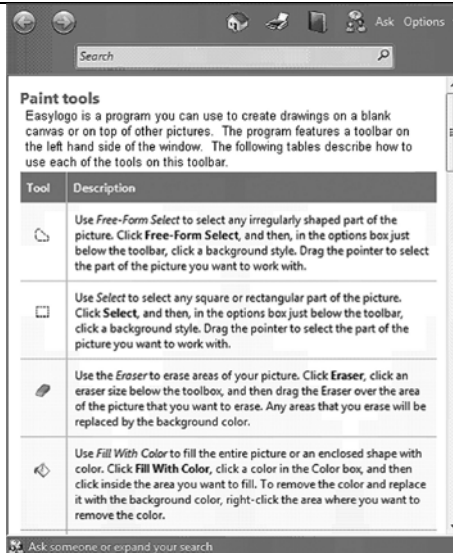 Ask Options
Search
Paint tools
Easylogo is a program you can use to create drawings on a blank
canvas or on top of other pictures. The program features a toolbar on
the left hand side of the window. The following tables describe how to
use each of the tools on this toolbar.
Tool Description
Use Free-Form Select to select any irregularly shaped part of the
picture. Click Free-Form Select, and then, in the options box just
below the toolbar, click a background style. Drag the pointer to select
the part of the picture you want to work with.
Use Select to select any square or rectangular part of the picture.
Click Select, and then, in the options box just below the toolbar,
click a background style. Drag the pointer to select the part of the
picture you want to work with.
Use the Eraser to erase areas of your picture. Click Eraser, click an
eraser size below the toolbox, and then drag the Eraser over the area
of the picture that you want to erase. Any areas that you erase will be
replaced by the background color.
Use Fill With Color to fill the entire picture or an enclosed shape with
color. Click Fill With Color, click a color in the Color box, and then
click inside the area you want to fill. To remove the color and replace
it with the background color, right-click the area where you want to
remove the color.
Ask someone or expand your search